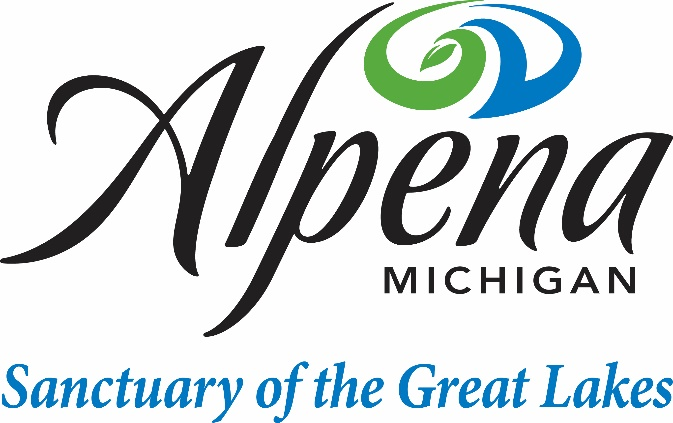 Alpena
MICHIGAN
Sanctuary of the Great Lakes